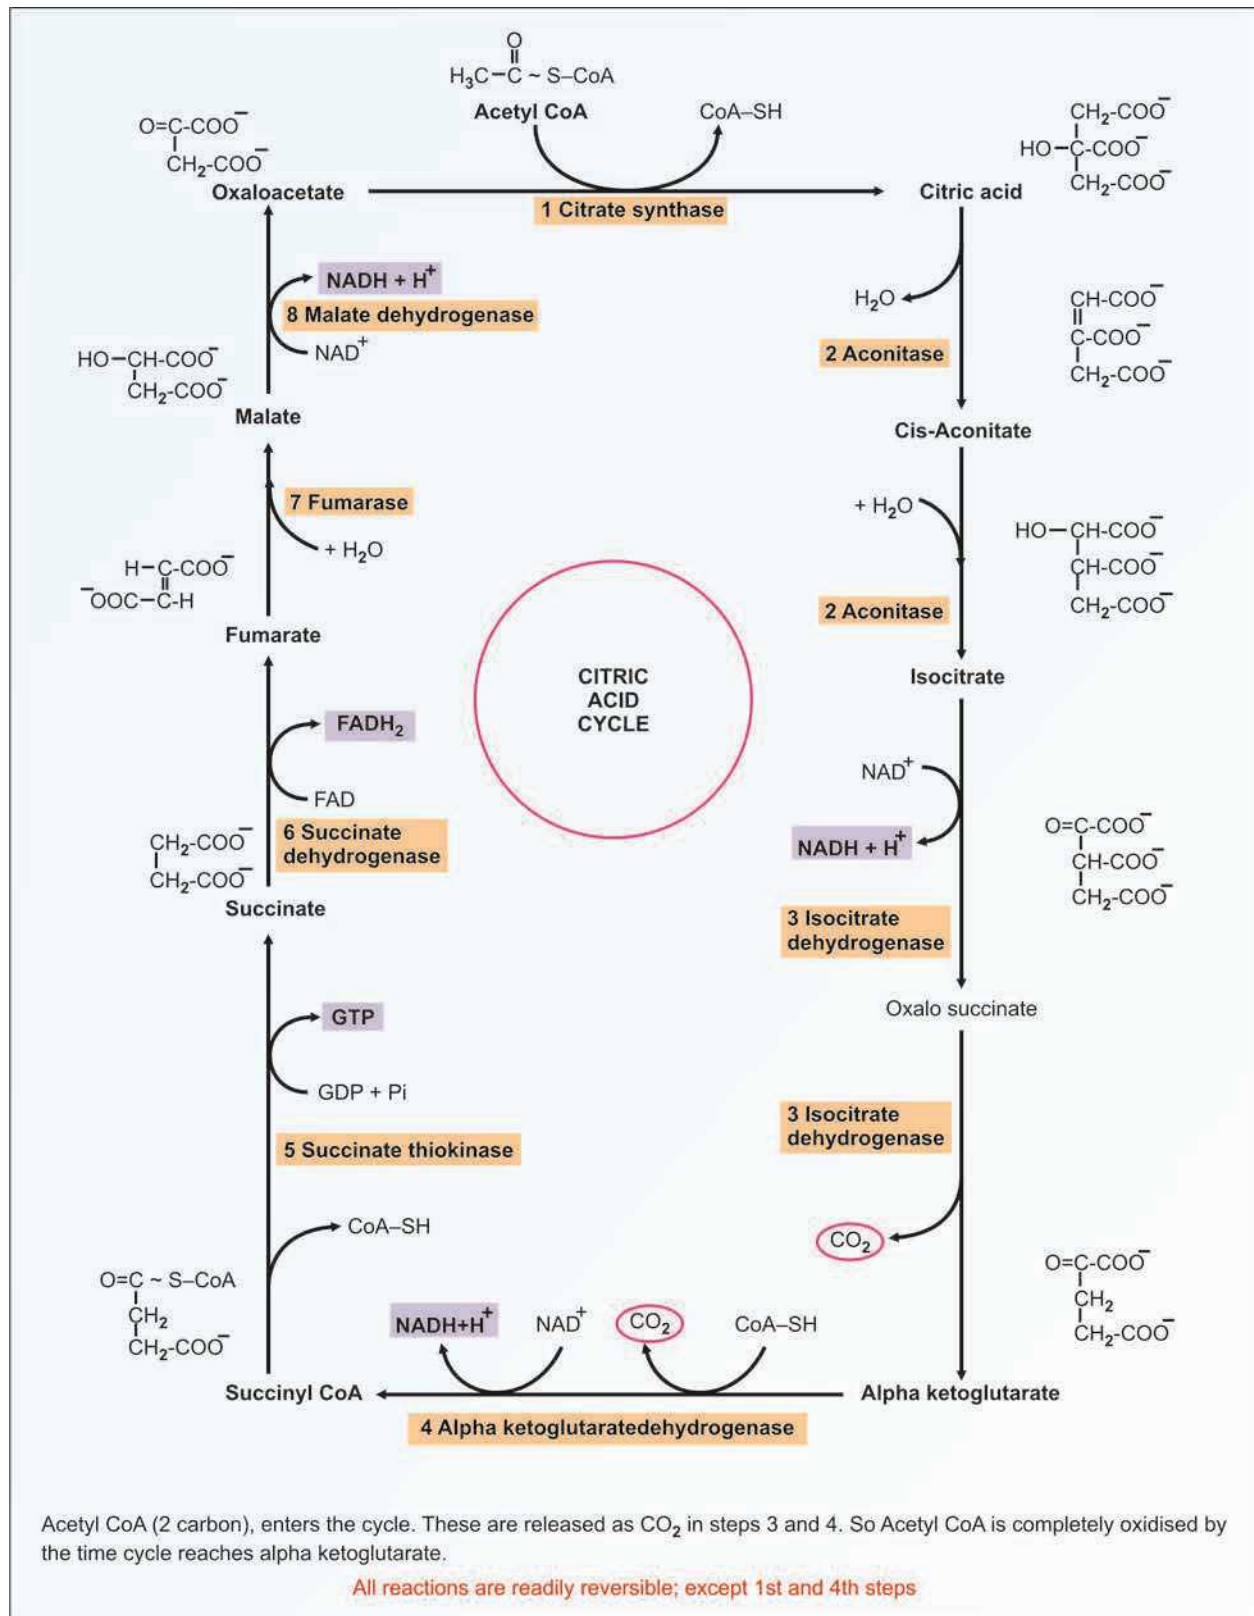 O
H₃C–C ~ S–CoA
Acetyl CoA
CoA–SH
O=C-COO⁻
CH₂-COO⁻
Oxaloacetate
1 Citrate synthase
CH₂–COO⁻
HO–C-COO⁻
CH₂-COO⁻
Citric acid
H₂O
2 Aconitase
CH-COO⁻
C-COO⁻
CH₂-COO⁻
Cis-Aconitate
+ H₂O
2 Aconitase
HO–CH-COO⁻
CH-COO⁻
CH₂-COO⁻
Isocitrate
NAD⁺
NADH + H⁺
3 Isocitrate
dehydrogenase
O=C-COO⁻
CH-COO⁻
CH₂-COO⁻
Oxalo succinate
3 Isocitrate
dehydrogenase
CO₂
O=C-COO⁻
CH₂
CH₂-COO⁻
Alpha ketoglutarate
CoA–SH
CO₂
NAD⁺
NADH+H⁺
4 Alpha ketoglutaratedehydrogenase
Succinyl CoA
O=C ~ S–CoA
CH₂
CH₂-COO⁻
CoA–SH
5 Succinate thiokinase
GDP + Pi
GTP
Succinate
CH₂-COO⁻
CH₂-COO⁻
6 Succinate
dehydrogenase
FAD
FADH₂
Fumarate
H–C-COO⁻
⁻OOC–C-H
+ H₂O
7 Fumarase
Malate
HO–CH-COO⁻
CH₂-COO⁻
NAD⁺
8 Malate dehydrogenase
NADH + H⁺
CITRIC
ACID
CYCLE
Acetyl CoA (2 carbon), enters the cycle. These are released as CO₂ in steps 3 and 4. So Acetyl CoA is completely oxidised by
the time cycle reaches alpha ketoglutarate.
All reactions are readily reversible; except 1st and 4th steps